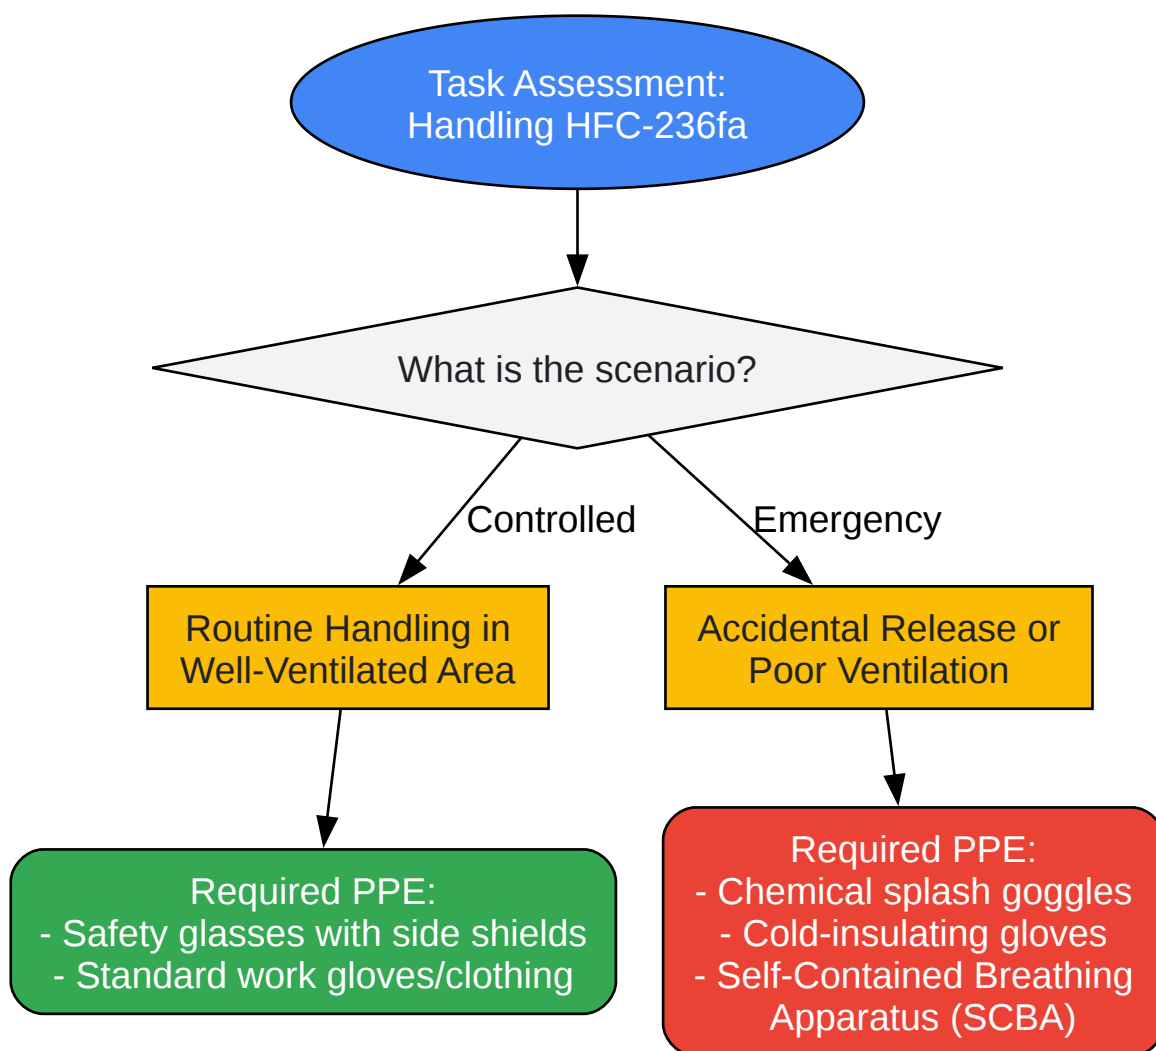 Task Assessment:
Handling HFC-236fa
What is the scenario?
Controlled
Emergency
Routine Handling in
Well-Ventilated Area
Accidental Release or
Poor Ventilation
Required PPE:
- Safety glasses with side shields
- Standard work gloves/clothing
Required PPE:
- Chemical splash goggles
- Cold-insulating gloves
- Self-Contained Breathing
Apparatus (SCBA)